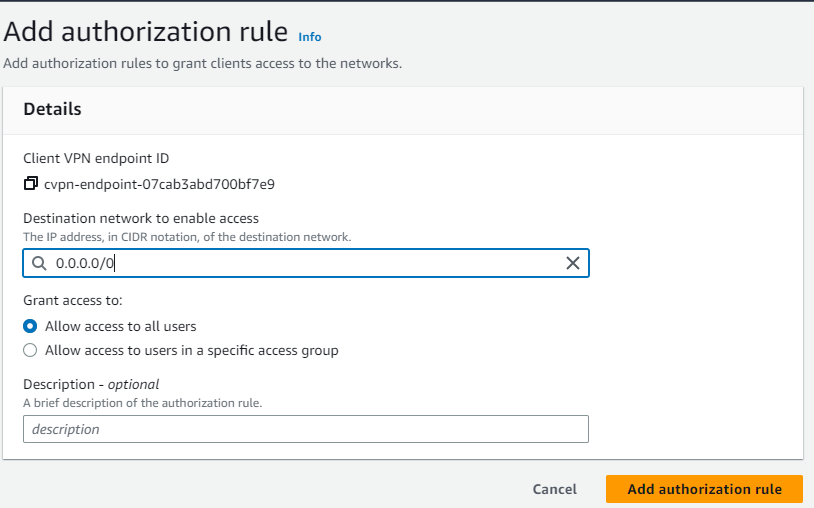 Add authorization rule Info
Add authorization rules to grant clients access to the networks.
Details
Client VPN endpoint ID
cvpn-endpoint-07cab3abd700bf7e9
Destination network to enable access
The IP address, in CIDR notation, of the destination network.
0.0.0.0/0
Grant access to:
Allow access to all users
Allow access to users in a specific access group
Description - optional
A brief description of the authorization rule.
description
Cancel Add authorization rule